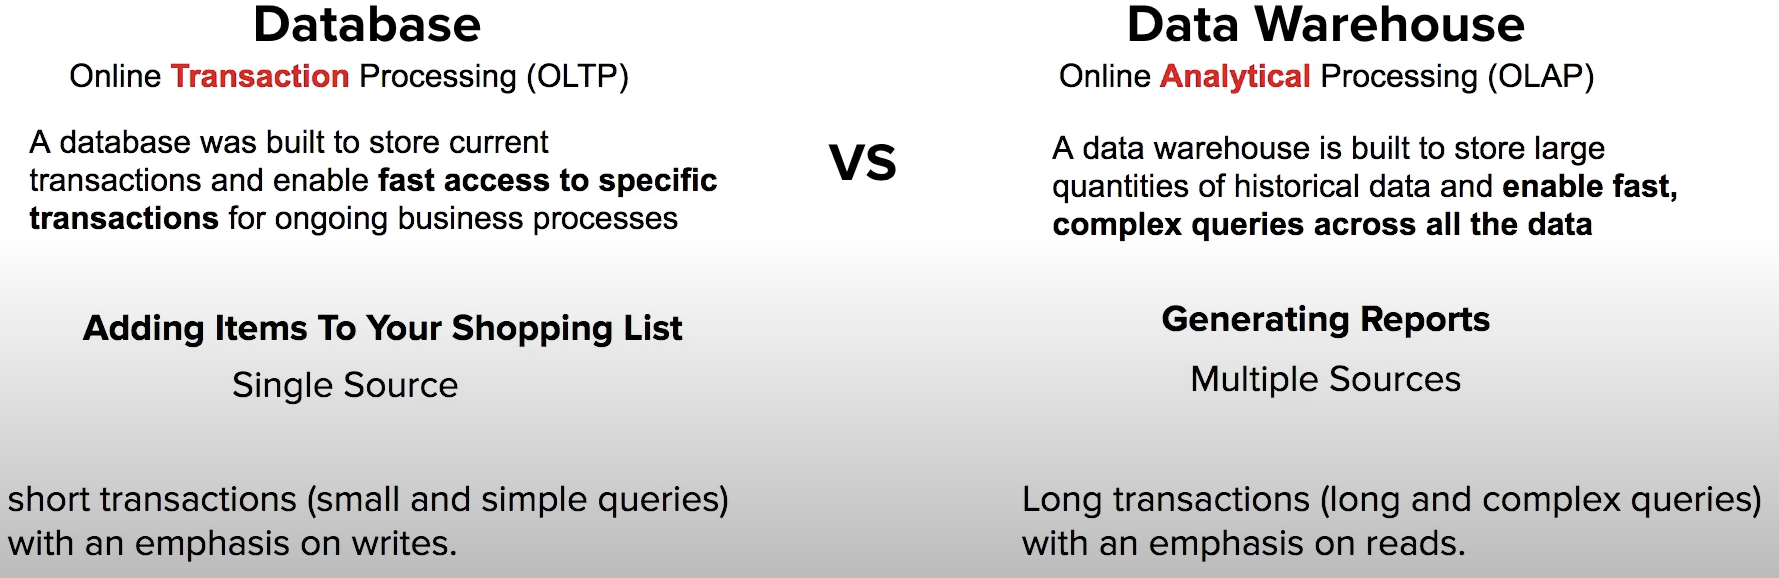 Database
Online Transaction Processing (OLTP)
A database was built to store current
transactions and enable fast access to specific
transactions for ongoing business processes
Adding Items To Your Shopping List
Single Source
short transactions (small and simple queries)
with an emphasis on writes.
VS
Data Warehouse
Online Analytical Processing (OLAP)
A data warehouse is built to store large
quantities of historical data and enable fast,
complex queries across all the data
Generating Reports
Multiple Sources
Long transactions (long and complex queries)
with an emphasis on reads.